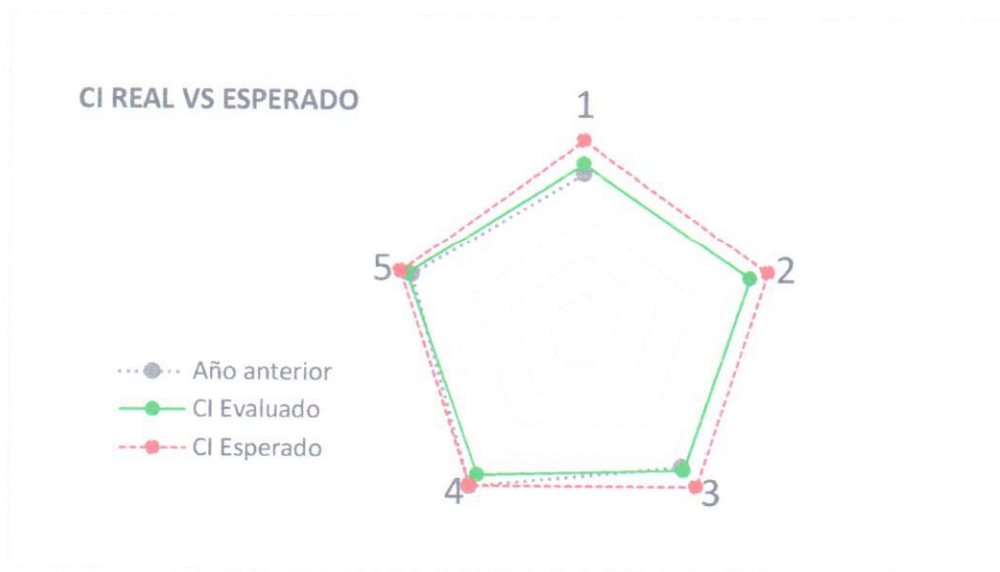 CI REAL VS ESPERADO
1
5
2
Año anterior
CI Evaluado
CI Esperado
4
3